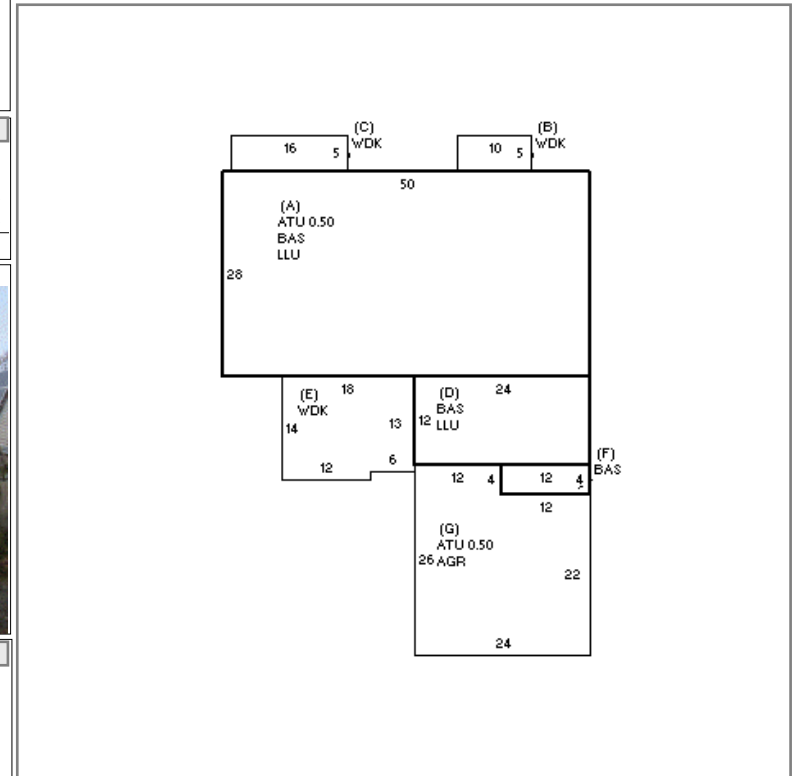 (C)
WDK
16
5
(B)
WDK
10
5
50
(A)
ATU 0.50
BAS
LLU
28
18
(E)
WDK
14
13
12
6
24
(D)
BAS
12 LLU
(F)
BAS
12
4
12
4
12
(G)
ATU 0.50
26 AGR
22
24